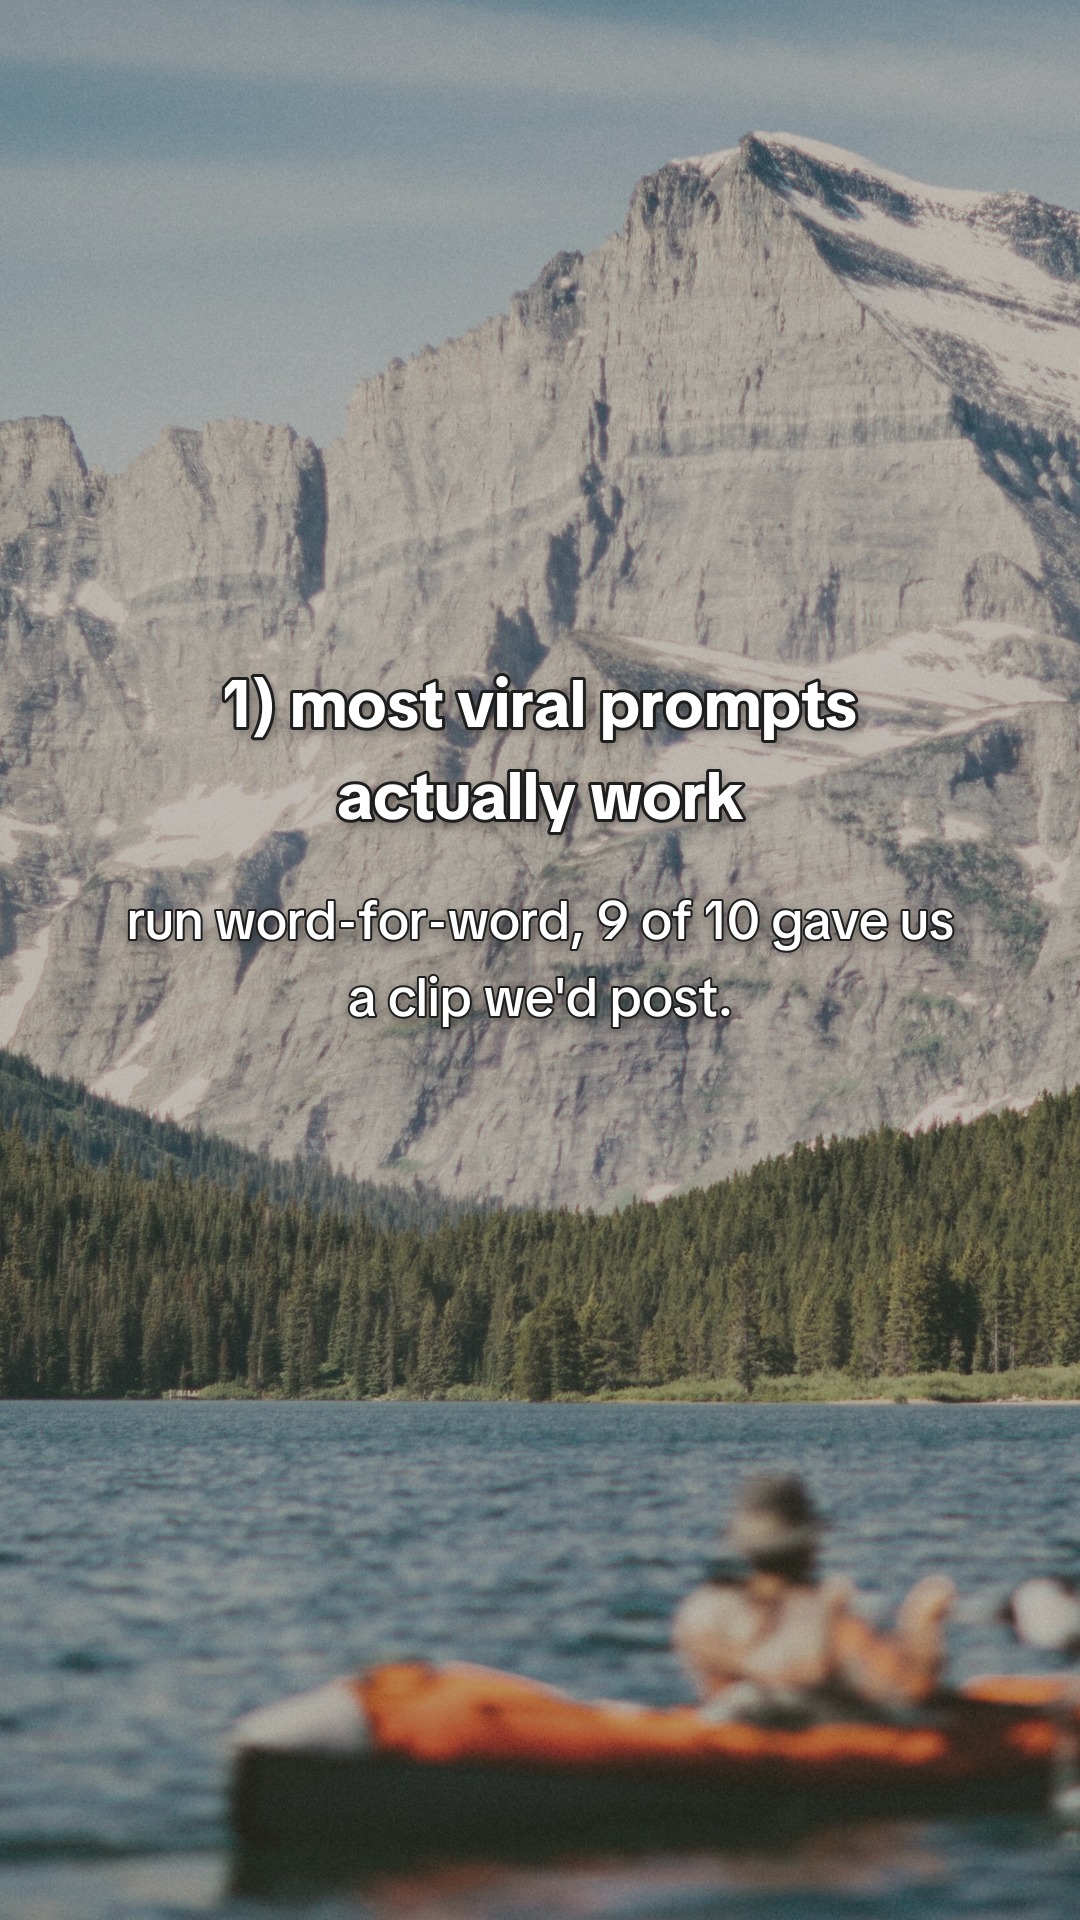 1) most viral prompts
actually work
run word-for-word, 9 of 10 gave us
a clip we'd post.